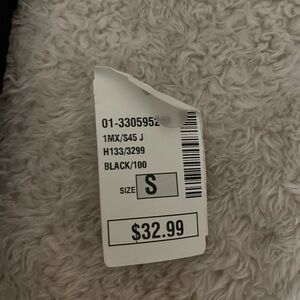 01-3305952
1MX/S45 J
H133/3299
BLACK/100
SIZE S
$32.99